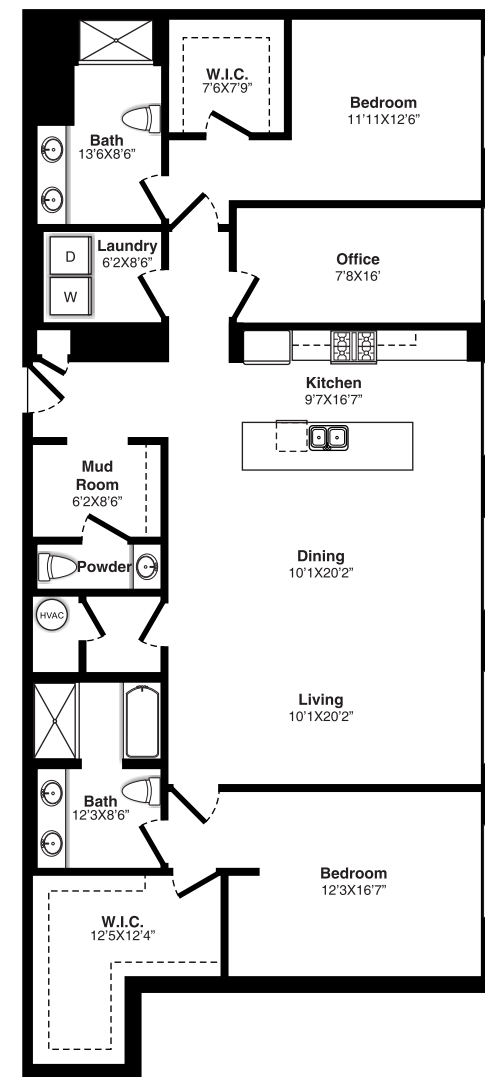 W.I.C.
7'6X7'9”
Bedroom
11'11X12'6”
Bath
13'6X8'6”
Laundry
6'2X8'6”
D
W
Office
7'8X16'
Kitchen
9'7X16'7”
Mud
Room
6'2X8'6”
Powder
Dining
10'1X20'2”
HVAC
Living
10'1X20'2”
Bath
12'3X8'6”
Bedroom
12'3X16'7”
W.I.C.
12'5X12'4”